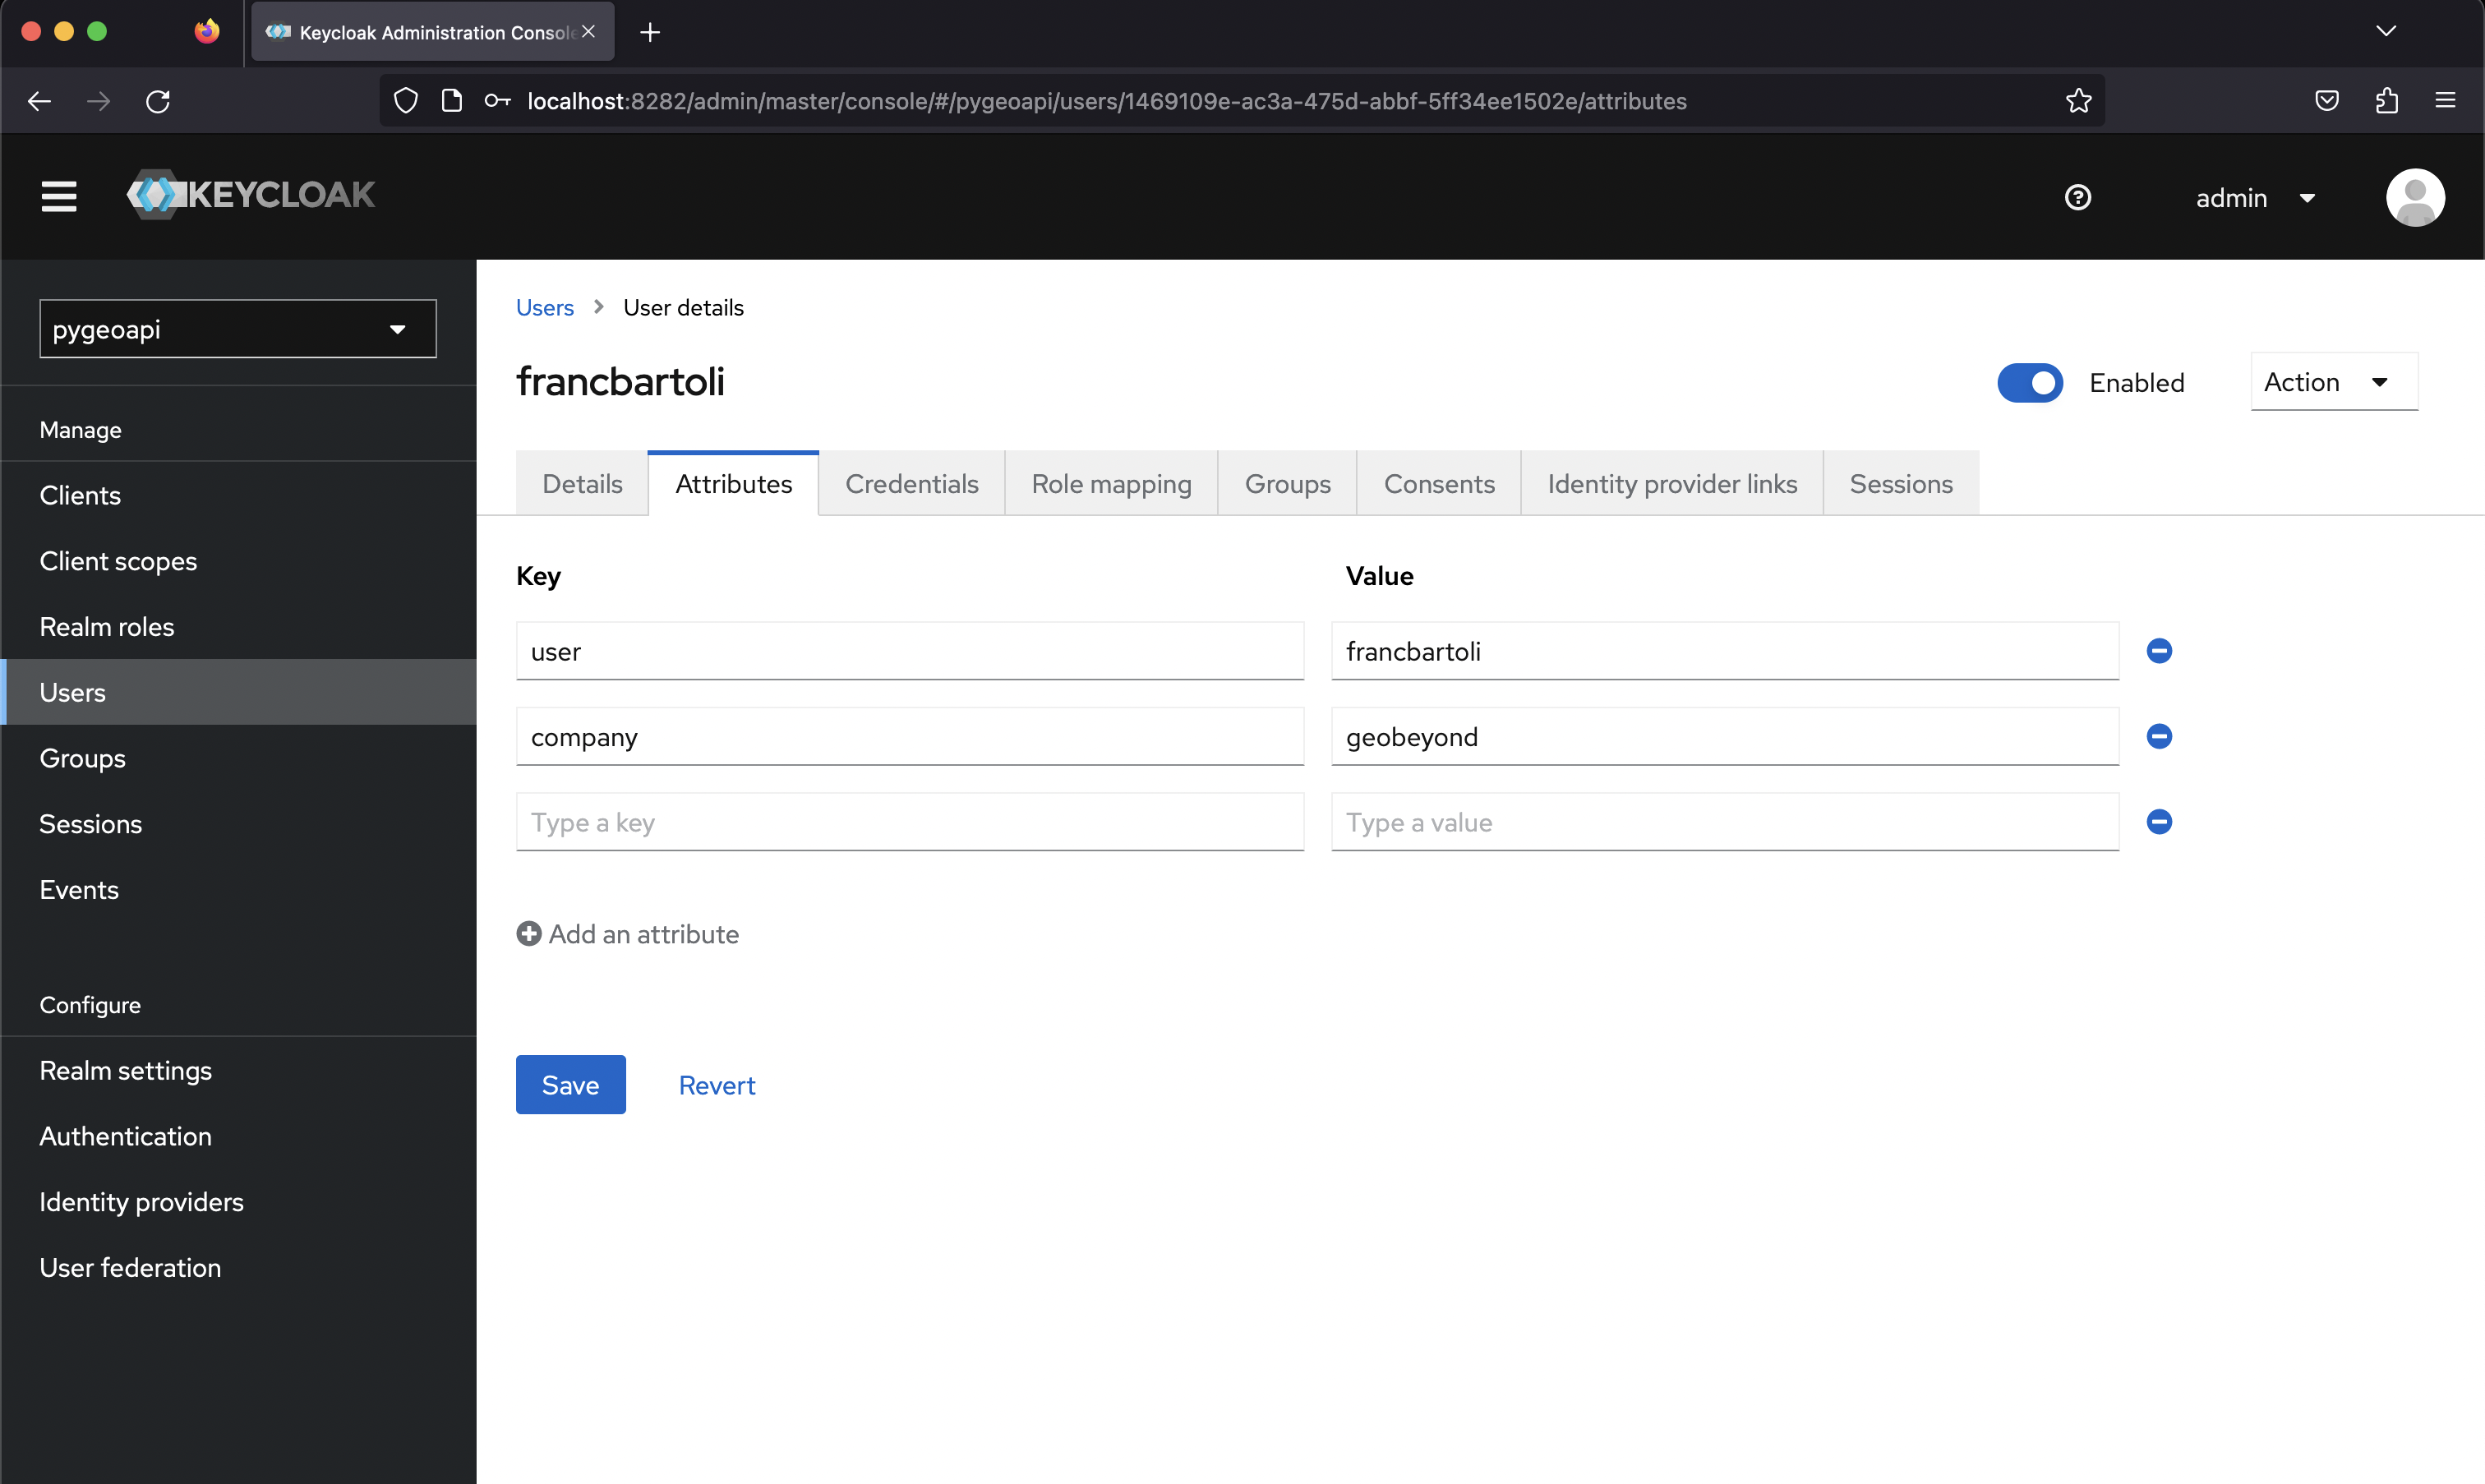 Keycloak Administration Consol
localhost:8282/admin/master/console/#/pygeoapi/users/1469109e-ac3a-475d-abbf-5ff34ee1502e/attributes
KEYCLOAK
admin
pygeoapi
Manage
Clients
Client scopes
Realm roles
Users
Groups
Sessions
Events
Configure
Realm settings
Authentication
Identity providers
User federation
Users > User details
francbartoli
Enabled
Action
Details Attributes Credentials Role mapping Groups Consents Identity provider links Sessions
Key Value
user francbartoli
company geobeyond
Type a key Type a value
Add an attribute
Save Revert